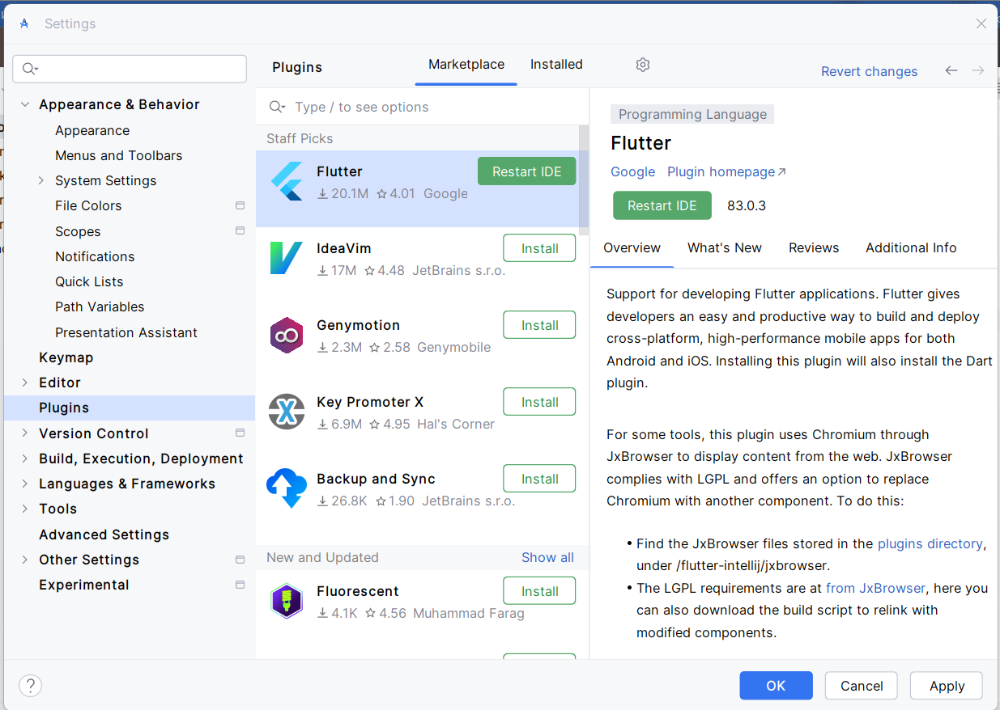 Settings
Appearance & Behavior
Appearance
Menus and Toolbars
System Settings
File Colors
Scopes
Notifications
Quick Lists
Path Variables
Presentation Assistant
Keymap
Editor
Plugins
Version Control
Build, Execution, Deployment
Languages & Frameworks
Tools
Advanced Settings
Other Settings
Experimental
Plugins
Marketplace
Installed
Revert changes
Type / to see options
Staff Picks
Flutter
Restart IDE
20.1M 4.01 Google
IdeaVim
Install
17M 4.48 JetBrains s.r.o.
Genymotion
Install
2.3M 2.58 Genymobile
Key Promoter X
Install
6.9M 4.95 Hal's Corner
Backup and Sync
Install
26.8K 1.90 JetBrains s.r.o.
New and Updated
Show all
Fluorescent
Install
4.1K 4.56 Muhammad Farag
Programming Language
Flutter
Google Plugin homepage
Restart IDE 83.0.3
Overview
What's New
Reviews
Additional Info
Support for developing Flutter applications. Flutter gives
developers an easy and productive way to build and deploy
cross-platform, high-performance mobile apps for both
Android and iOS. Installing this plugin will also install the Dart
plugin.
For some tools, this plugin uses Chromium through
JxBrowser to display content from the web. JxBrowser
complies with LGPL and offers an option to replace
Chromium with another component. To do this:
• Find the JxBrowser files stored in the plugins directory,
under /flutter-intellij/jxbrowser.
• The LGPL requirements are at from JxBrowser, here you
can also download the build script to relink with
modified components.
?
OK
Cancel
Apply